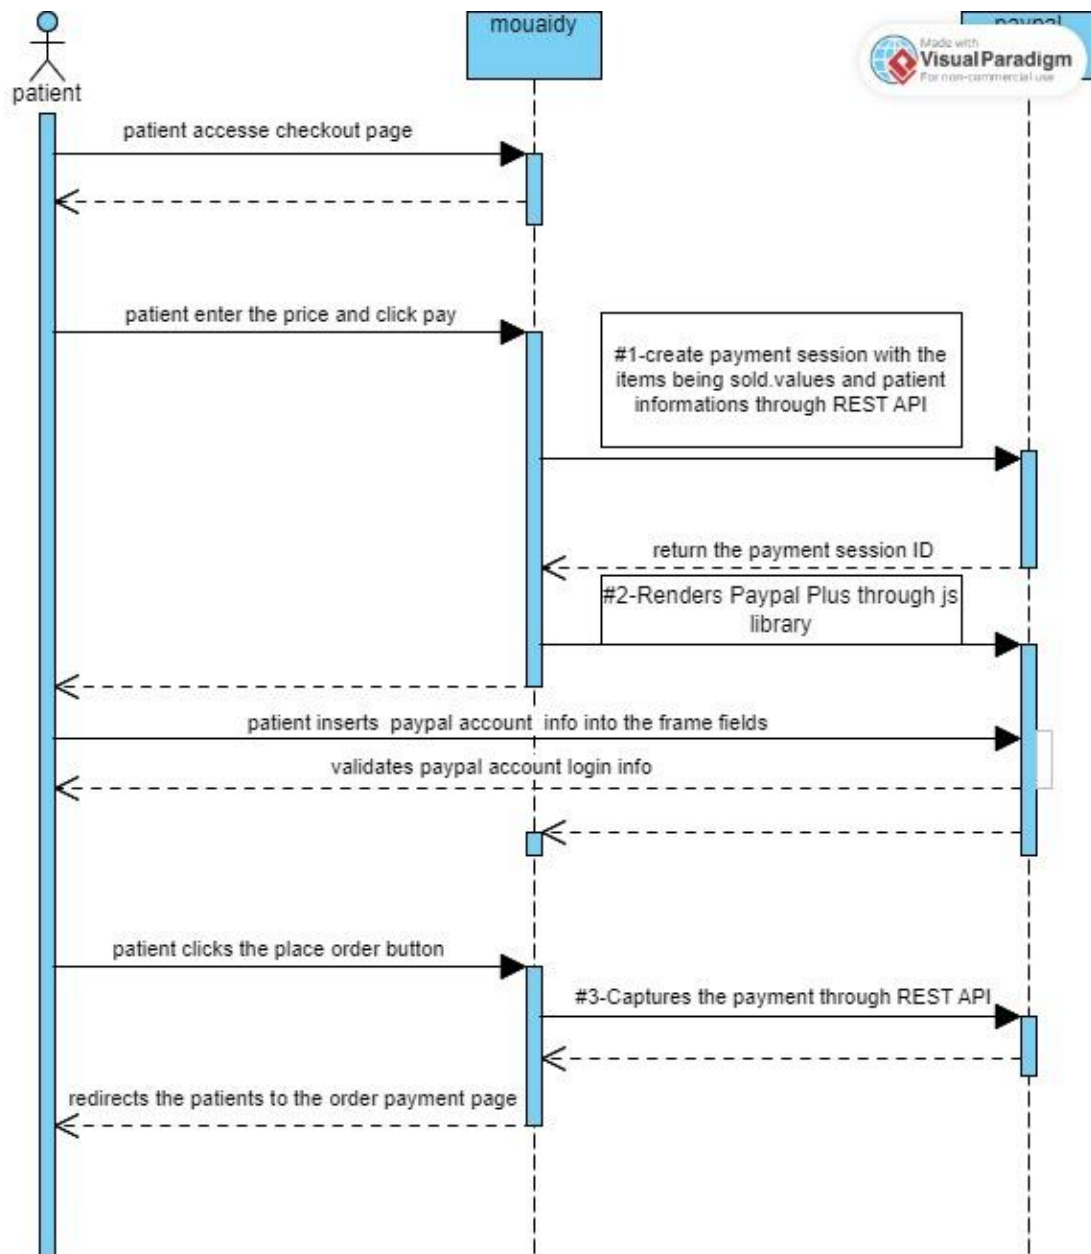 mouaidy
paypal
Made with
Visual Paradigm
For non-commercial use
patient
patient accesse checkout page
patient enter the price and click pay
#1-create payment session with the
items being sold.values and patient
informations through REST API
return the payment session ID
#2-Renders Paypal Plus through js
library
patient inserts paypal account info into the frame fields
validates paypal account login info
patient clicks the place order button
#3-Captures the payment through REST API
redirects the patients to the order payment page